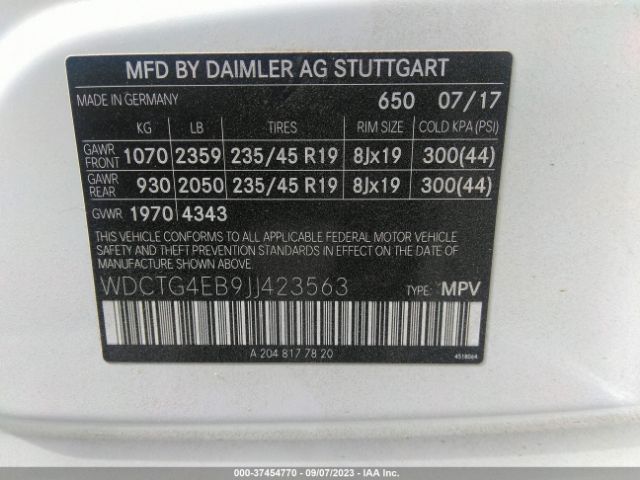 MFD BY DAIMLER AG STUTTGART
MADE IN GERMANY 650 07/17
KG LB TIRES RIM SIZE COLD KPA (PSI)
GAWR FRONT 1070 2359 235/45 R19 8Jx19 300(44)
GAWR REAR 930 2050 235/45 R19 8Jx19 300(44)
GVWR 1970 4343
THIS VEHICLE CONFORMS TO ALL APPLICABLE FEDERAL MOTOR VEHICLE
SAFETY AND THEFT PREVENTION STANDARDS IN EFFECT ON THE DATE
OF MANUFACTURE SHOWN ABOVE.
WDCTG4EB9JJ423563 TYPE: MPV
A 204 817 78 20 4518064
000-37454770 - 09/07/2023 - IAA Inc.